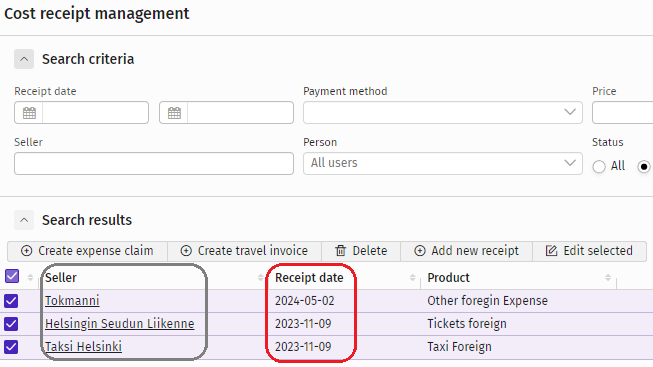 Cost receipt management
Search criteria
Receipt date Payment method Price
Seller Person Status
All users All
Search results
Create expense claim Create travel invoice Delete Add new receipt Edit selected
Seller Receipt date Product
Tokmanni 2024-05-02 Other foregin Expense
Helsingin Seudun Liikenne 2023-11-09 Tickets foreign
Taksi Helsinki 2023-11-09 Taxi Foreign